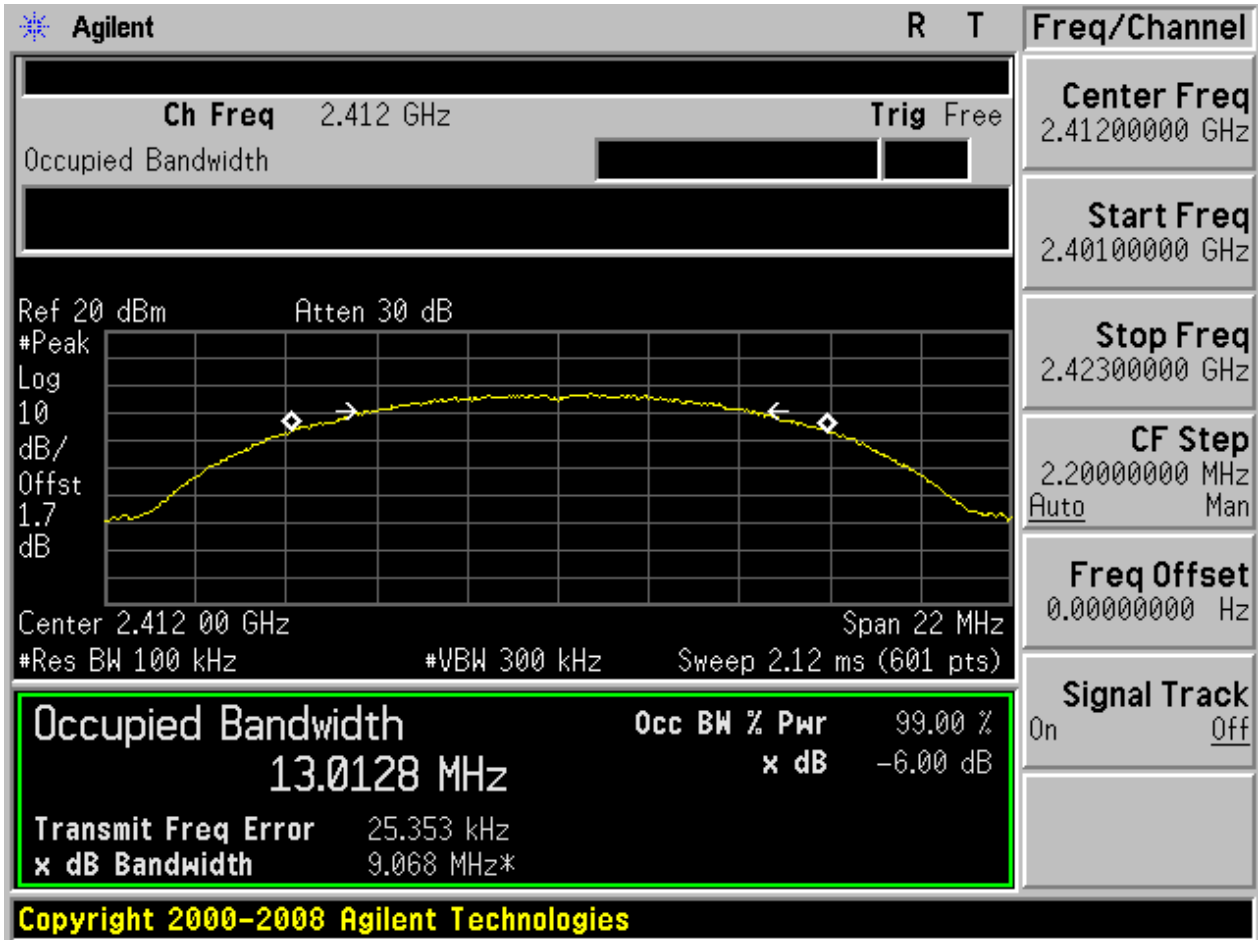 Agilent R T
Ch Freq 2.412 GHz Trig Free
Occupied Bandwidth
Ref 20 dBm Atten 30 dB
#Peak
Log
10
dB/
Offst
1.7
dB
Center 2.412 00 GHz Span 22 MHz
#Res BW 100 kHz #VBW 300 kHz Sweep 2.12 ms (601 pts)
Occupied Bandwidth
13.0128 MHz
Occ BW % Pwr 99.00 %
x dB -6.00 dB
Transmit Freq Error 25.353 kHz
x dB Bandwidth 9.068 MHz*
Copyright 2000-2008 Agilent Technologies
Freq/Channel
Center Freq
2.41200000 GHz
Start Freq
2.40100000 GHz
Stop Freq
2.42300000 GHz
CF Step
2.20000000 MHz
Auto Man
Freq Offset
0.00000000 Hz
Signal Track
On Off